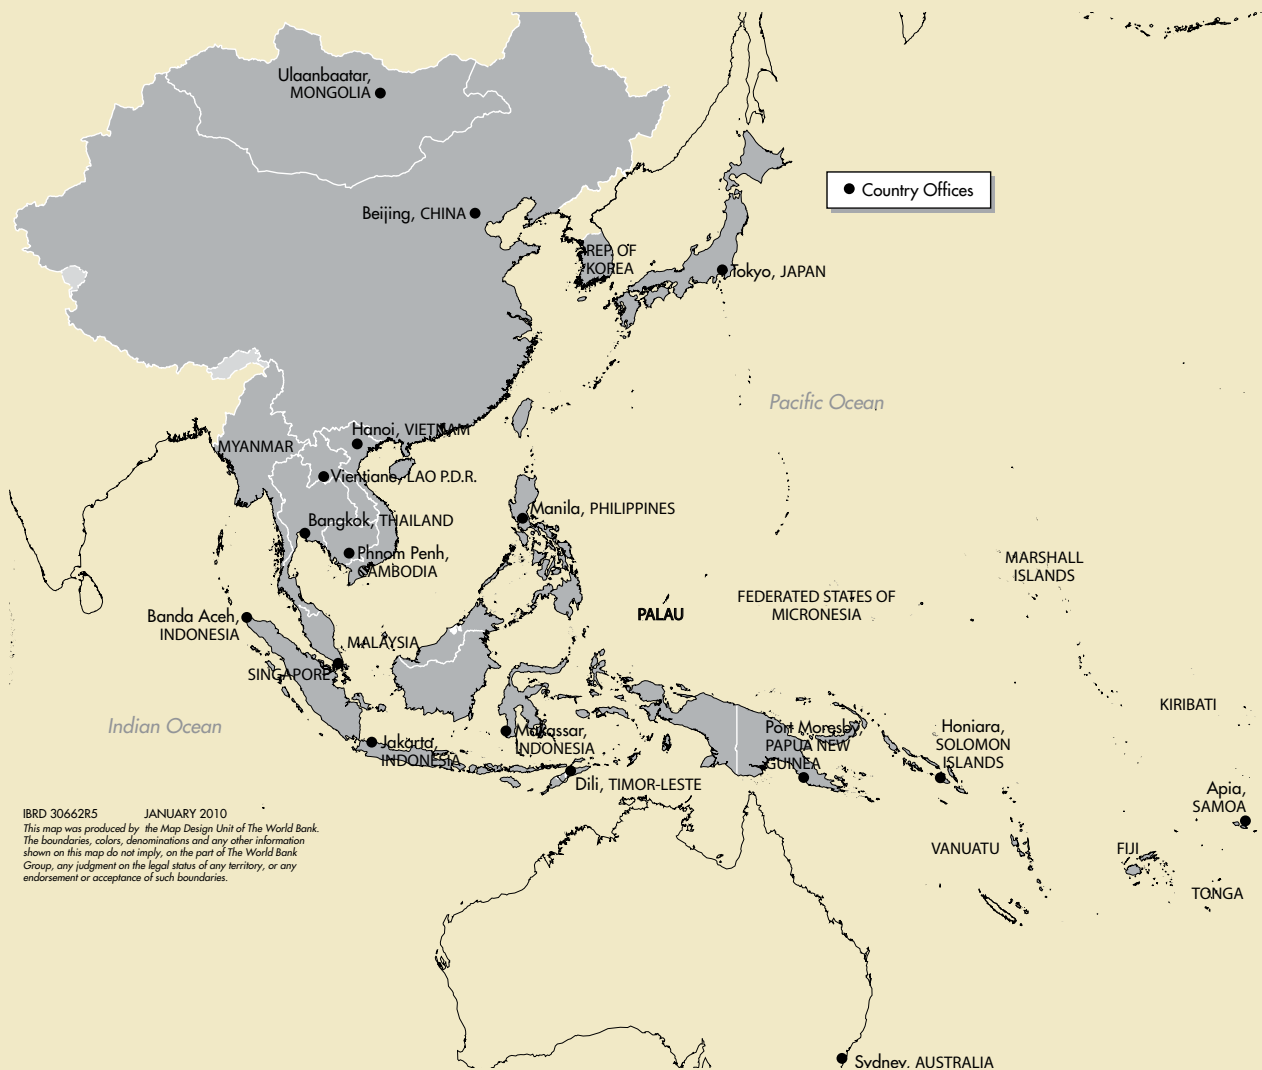 Ulaanbaatar,
MONGOLIA
Beijing, CHINA
Country Offices
REP. OF
KOREA
Tokyo, JAPAN
Pacific Ocean
Hanoi, VIETNAM
MYANMAR
Vientiane, LAO P.D.R.
Bangkok, THAILAND
Manila, PHILIPPINES
Phnom Penh,
CAMBODIA
MARSHALL
ISLANDS
FEDERATED STATES OF
MICRONESIA
PALAU
Banda Aceh,
INDONESIA
MALAYSIA
SINGAPORE
KIRIBATI
Indian Ocean
Jakarta,
INDONESIA
Makassar,
INDONESIA
Port Moresby,
PAPUA NEW
GUINEA
Honiara,
SOLOMON
ISLANDS
Dili, TIMOR-LESTE
Apia,
SAMOA
IBRD 30662R5 JANUARY 2010
This map was produced by the Map Design Unit of The World Bank.
The boundaries, colors, denominations and any other information
shown on this map do not imply, on the part of The World Bank
Group, any judgment on the legal status of any territory, or any
endorsement or acceptance of such boundaries.
VANUATU
FIJI
TONGA
Sydney, AUSTRALIA